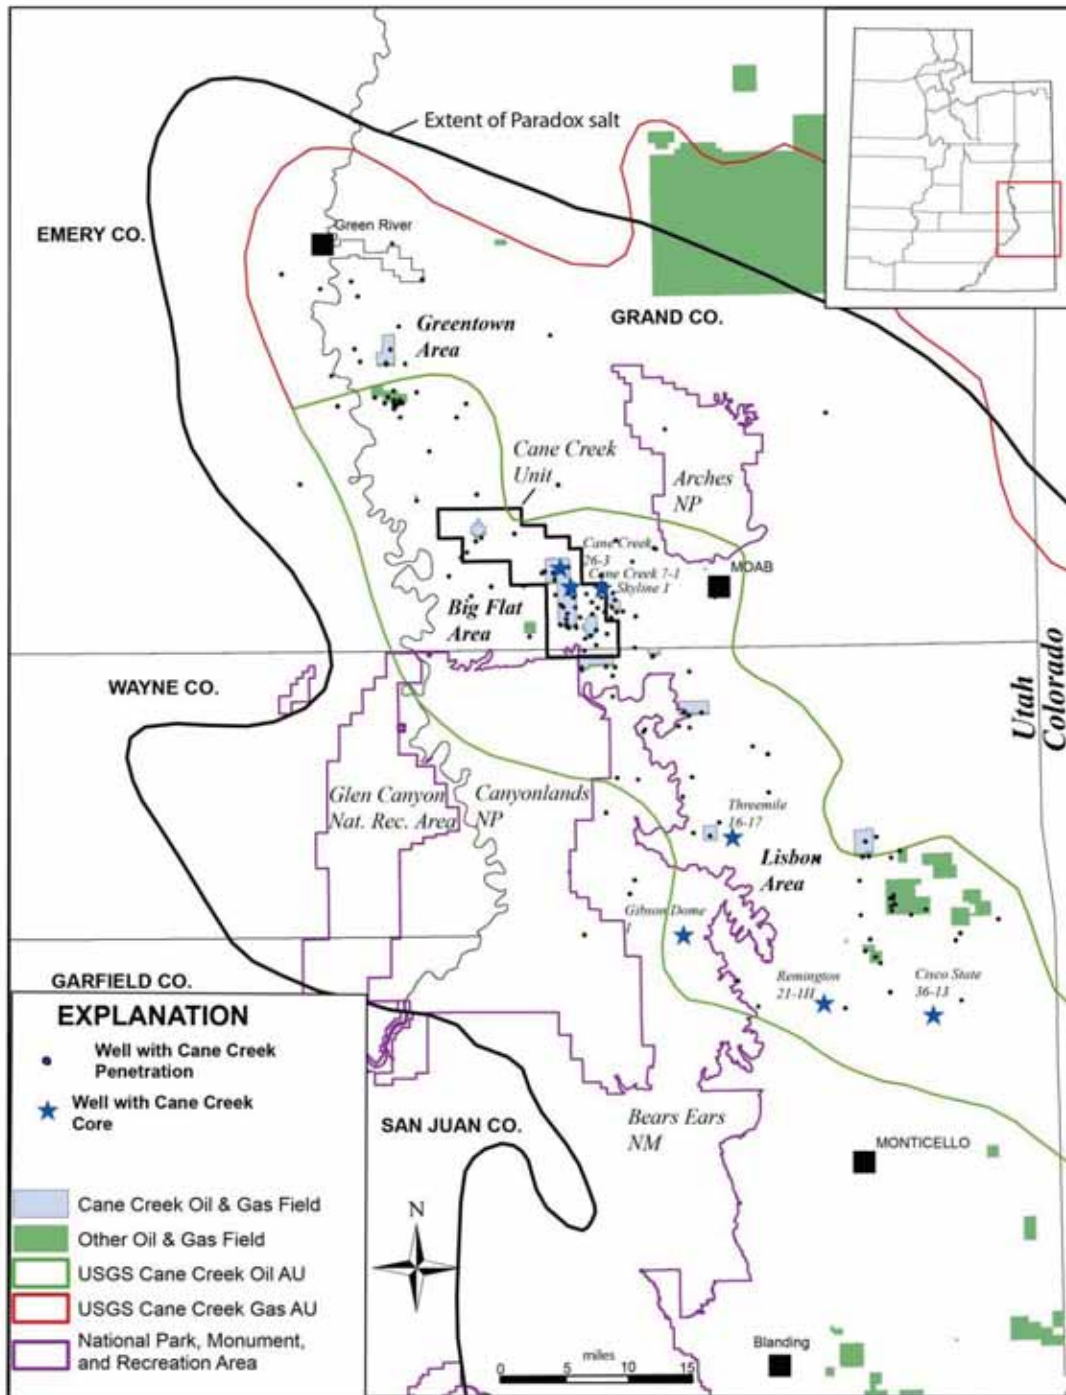 Extent of Paradox salt
EMERY CO.
Green River
Greentown
Area
GRAND CO.
Cane Creek
Unit
Arches
NP
Cane Creek
26-3
Cane Creek 7-1
Skyline 1
MOAB
Big Flat
Area
WAYNE CO.
Utah
Colorado
Glen Canyon
Nat. Rec. Area
Canyonlands
NP
Threemile
16-17
Lisbon
Area
Gibson Dome
1
GARFIELD CO.
Remington
21-1H
Cisco State
36-13
EXPLANATION
Well with Cane Creek
Penetration
Well with Cane Creek
Core
SAN JUAN CO.
Bears Ears
NM
MONTICELLO
Cane Creek Oil & Gas Field
Other Oil & Gas Field
USGS Cane Creek Oil AU
USGS Cane Creek Gas AU
National Park, Monument,
and Recreation Area
N
Blanding
miles
0 5 10 15